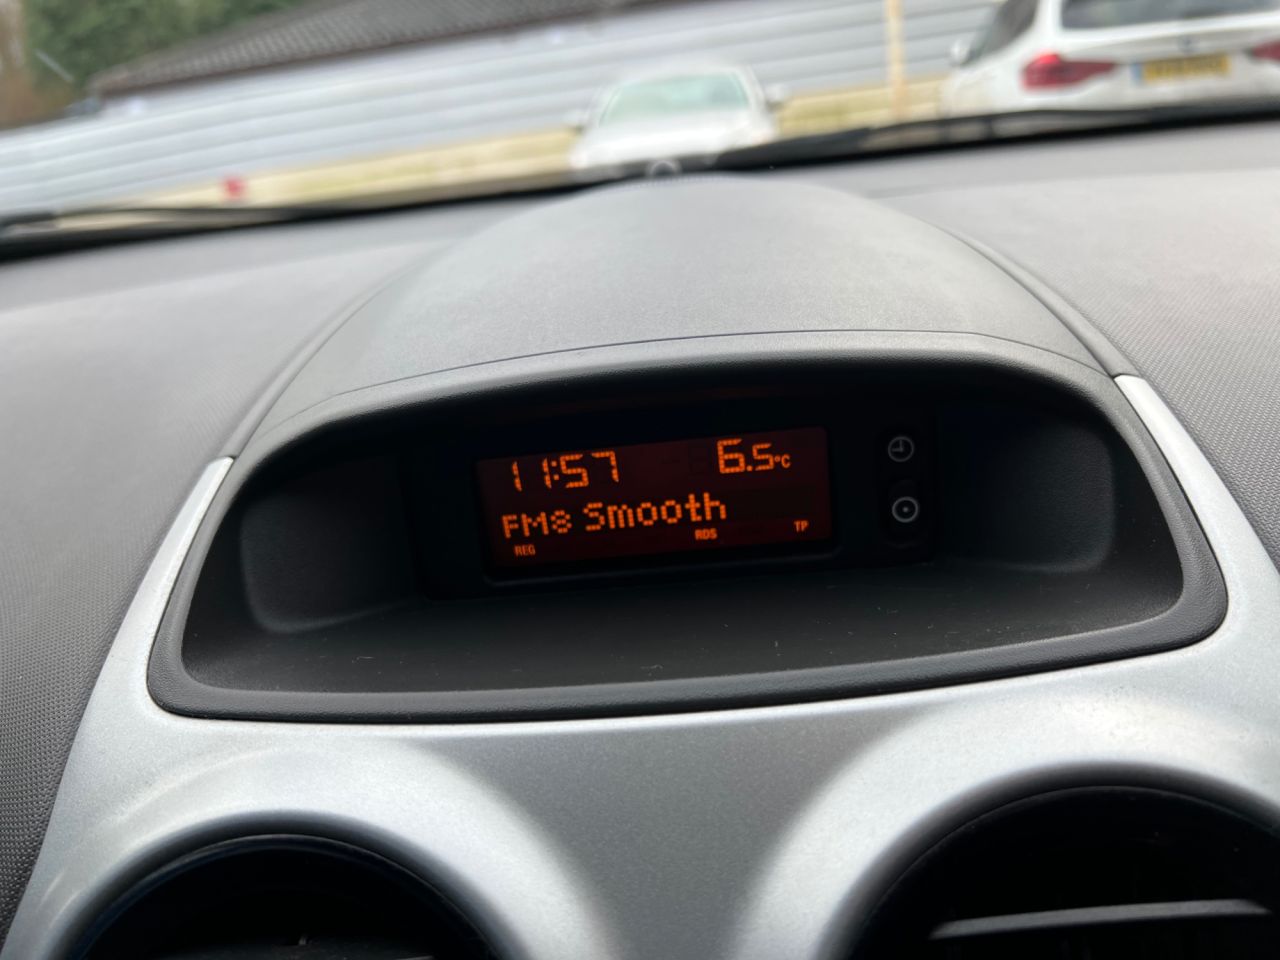 11:57 6.5°C
FM8 Smooth
REG RDS TP